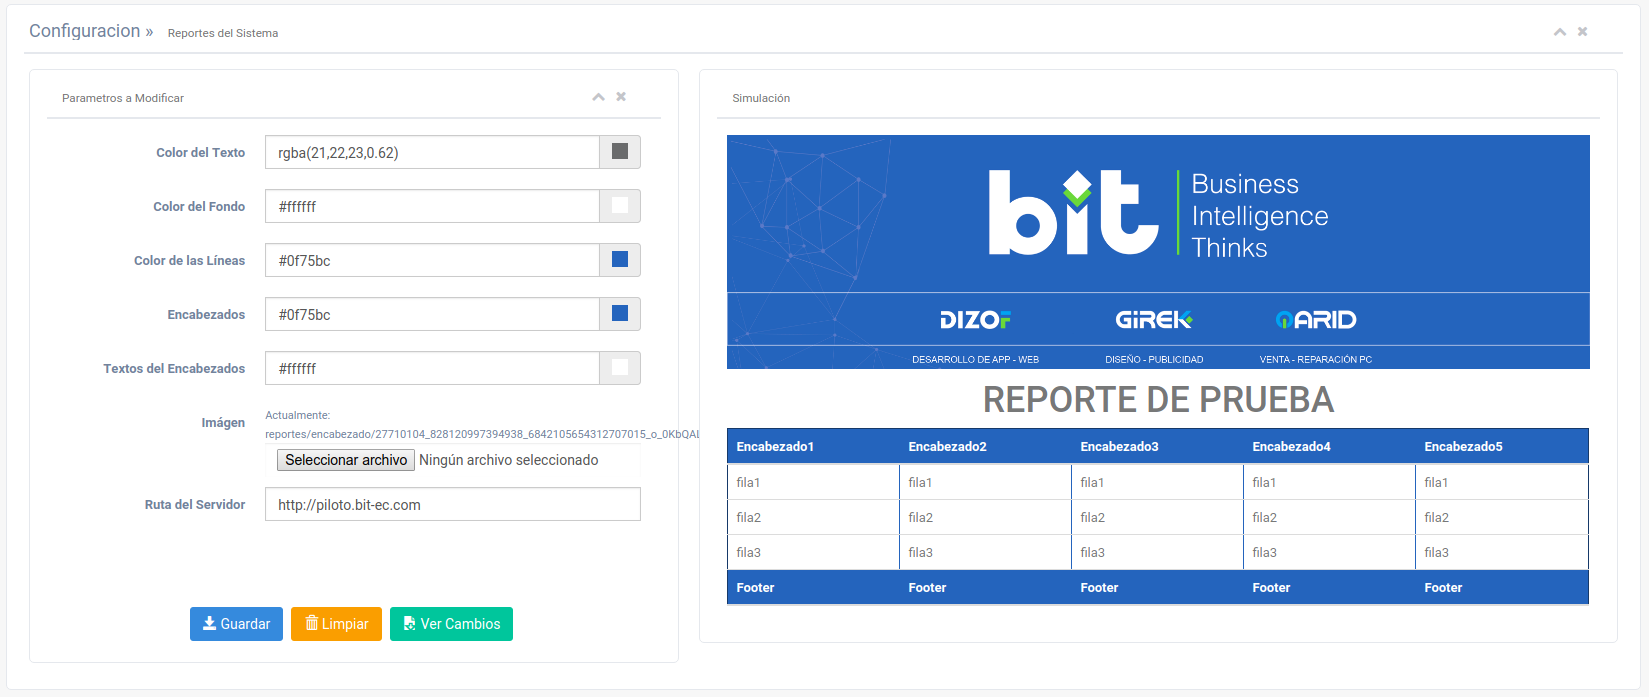 Configuracion » Reportes del Sistema
Parametros a Modificar
Color del Texto rgba(21,22,23,0.62)
Color del Fondo #ffffff
Color de las Líneas #0f75bc
Encabezados #0f75bc
Textos del Encabezados #ffffff
Imágen Actualmente:
reportes/encabezado/27710104_828120997394938_6842105654312707015_o_0KbQAL
Seleccionar archivo Ningún archivo seleccionado
Ruta del Servidor http://piloto.bit-ec.com
Guardar Limpiar Ver Cambios
Simulación
bit Business
Intelligence
Thinks
DIZOF GiREK QARID
DESARROLLO DE APP - WEB DISEÑO - PUBLICIDAD VENTA - REPARACIÓN PC
REPORTE DE PRUEBA
Encabezado1 Encabezado2 Encabezado3 Encabezado4 Encabezado5
fila1 fila1 fila1 fila1 fila1
fila2 fila2 fila2 fila2 fila2
fila3 fila3 fila3 fila3 fila3
Footer Footer Footer Footer Footer